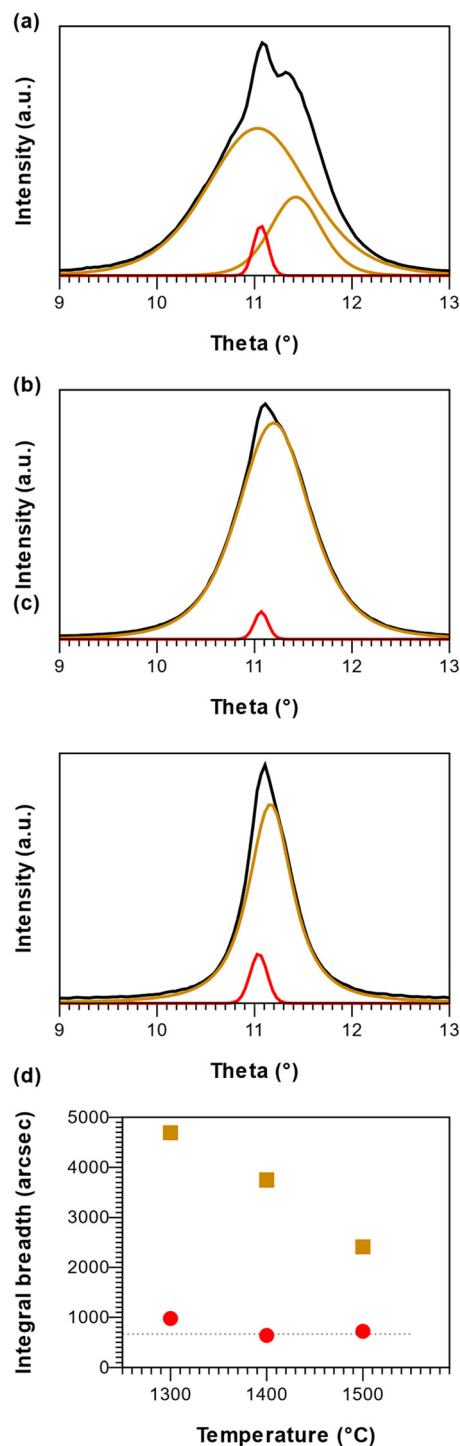 (a)
Intensity (a.u.)
9 10 11 12 13
Theta (°)
(b)
Intensity (a.u.)
(c)
9 10 11 12 13
Theta (°)
Intensity (a.u.)
9 10 11 12 13
Theta (°)
(d)
Integral breadth (arcsec)
5000
4000
3000
2000
1000
0
1300 1400 1500
Temperature (°C)